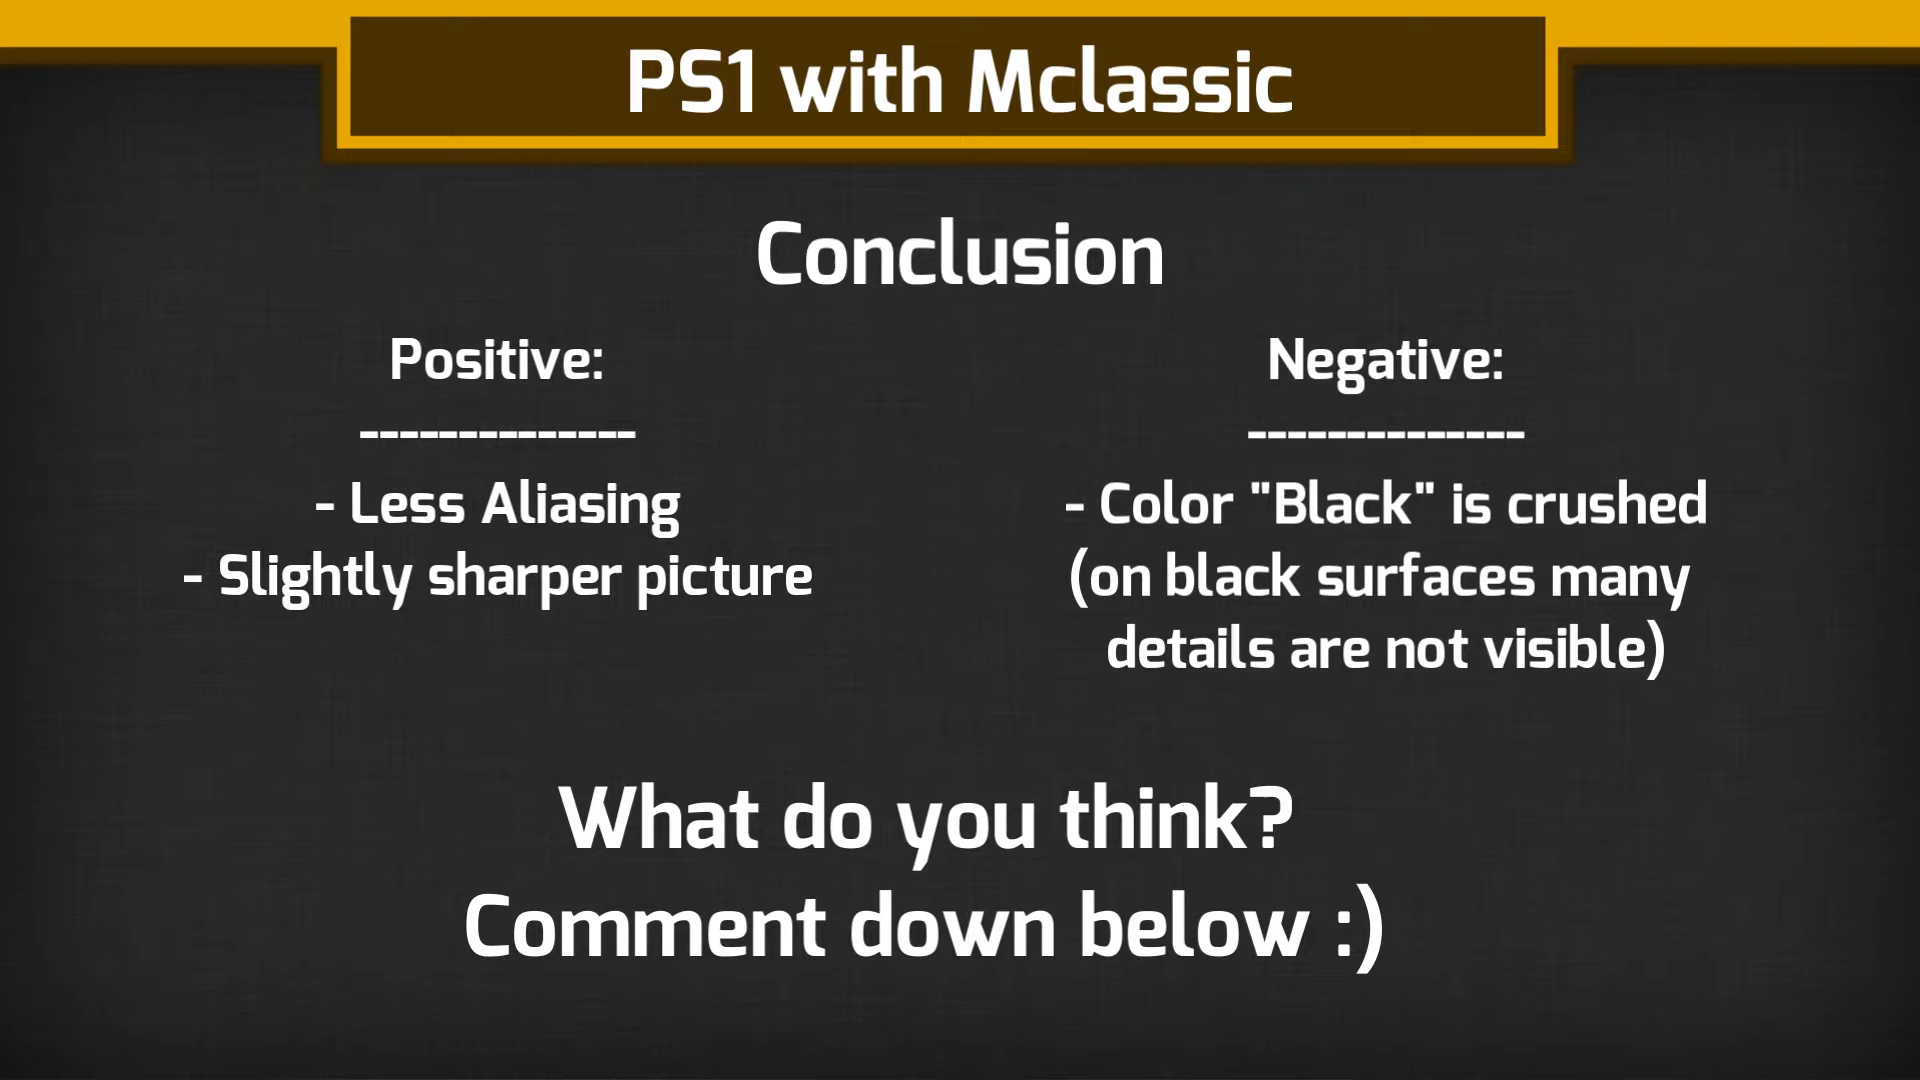 PS1 with Mclassic
Conclusion
Positive:
--------------
- Less Aliasing
- Slightly sharper picture
Negative:
--------------
- Color "Black" is crushed
(on black surfaces many
details are not visible)
What do you think?
Comment down below :)